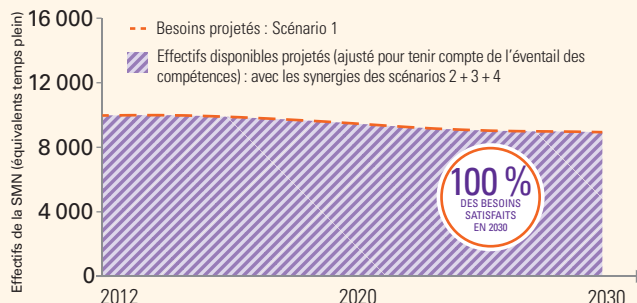 Effectifs de la SMN (équivalents temps plein)
16 000
12 000
8 000
4 000
0
Besoins projetés : Scénario 1
Effectifs disponibles projetés (ajusté pour tenir compte de l'éventail des
compétences) : avec les synergies des scénarios 2 + 3 + 4
100 %
DES BESOINS
SATISFAITS
EN 2030
2012
2020
2030